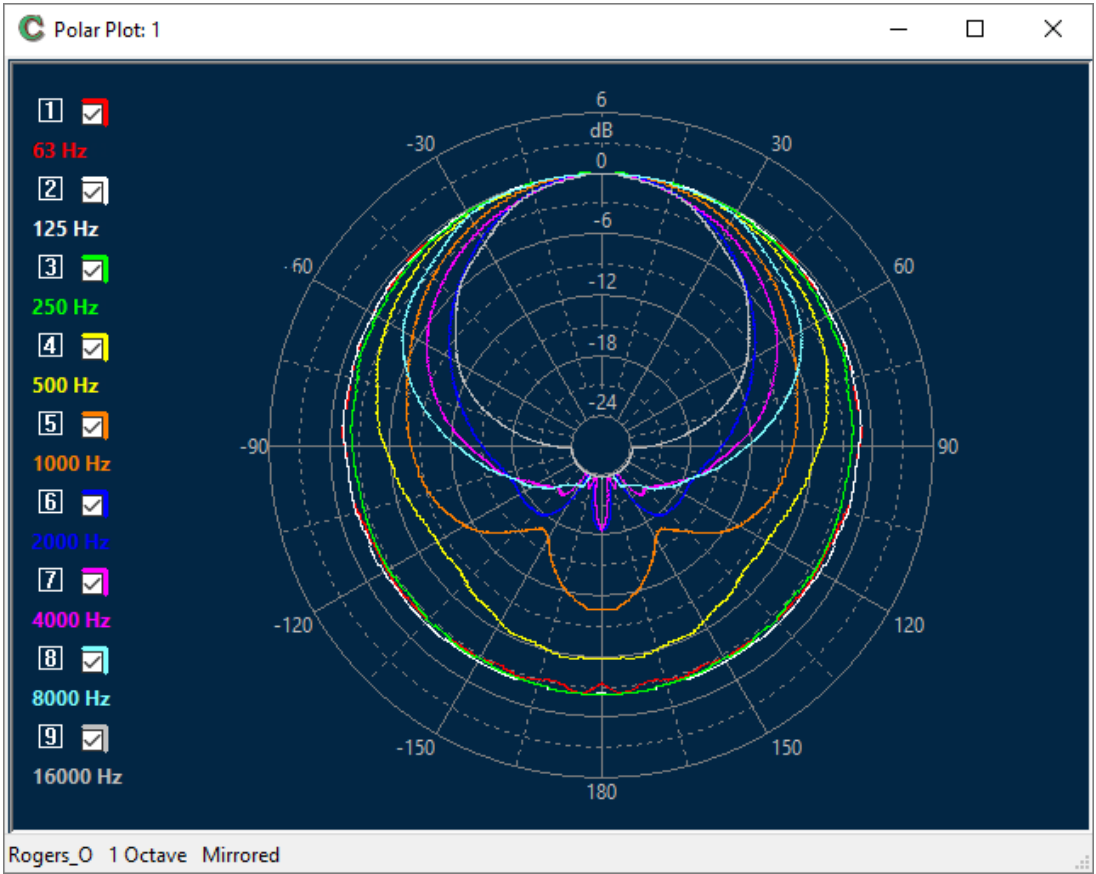 Polar Plot: 1
1
63 Hz
2
125 Hz
3
250 Hz
4
500 Hz
5
1000 Hz
6
2000 Hz
7
4000 Hz
8
8000 Hz
9
16000 Hz
6
dB
0
-6
-12
-18
-24
-30
30
-60
60
-90
90
-120
120
-150
150
180
Rogers_O 1 Octave Mirrored